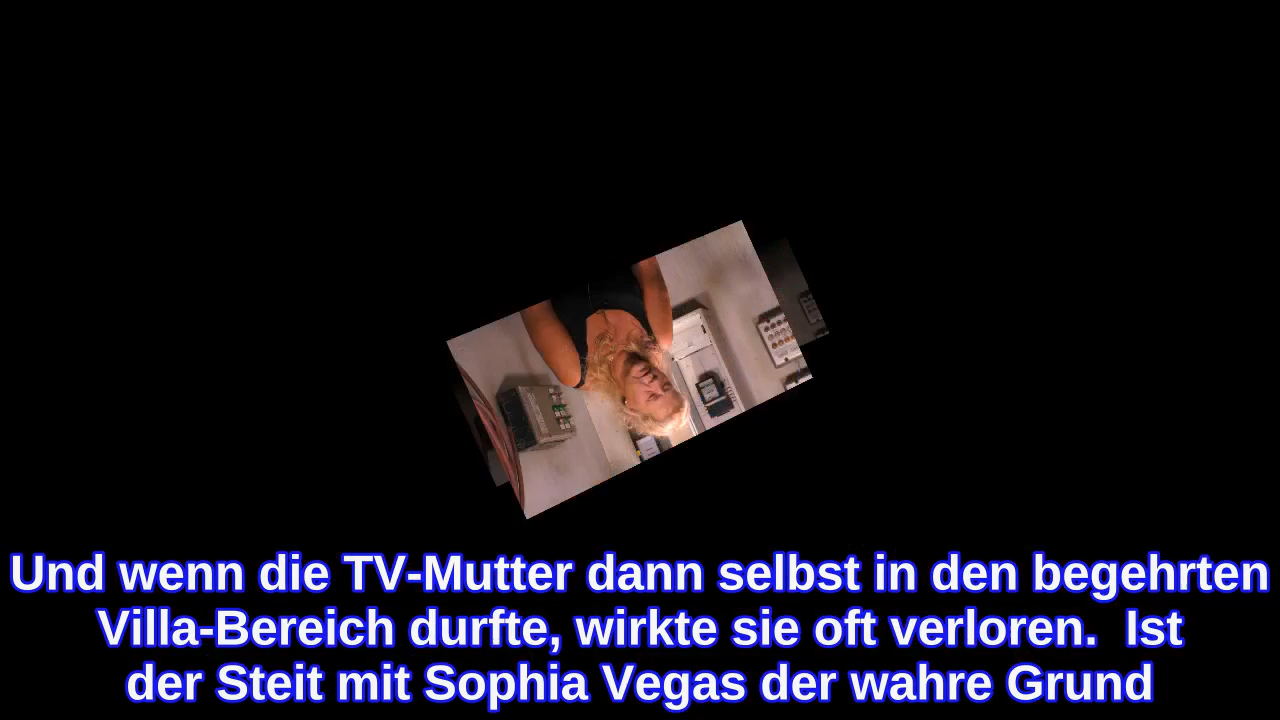 Und wenn die TV-Mutter dann selbst in den begehrten
Villa-Bereich durfte, wirkte sie oft verloren.  Ist
der Steit mit Sophia Vegas der wahre Grund